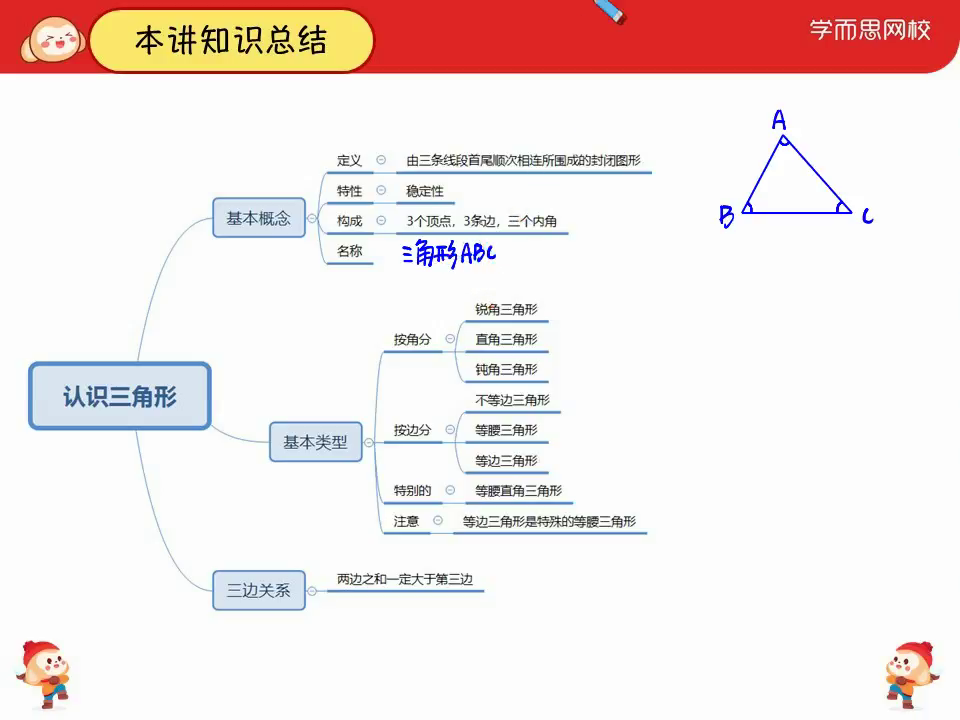 本讲知识总结
学而思网校
A
B
C
认识三角形
基本概念
定义
由三条线段首尾顺次相连所围成的封闭图形
特性
稳定性
构成
3个顶点，3条边，三个内角
名称
三角形ABC
基本类型
按角分
锐角三角形
直角三角形
钝角三角形
按边分
不等边三角形
等腰三角形
等边三角形
特别的
等腰直角三角形
注意
等边三角形是特殊的等腰三角形
三边关系
两边之和一定大于第三边